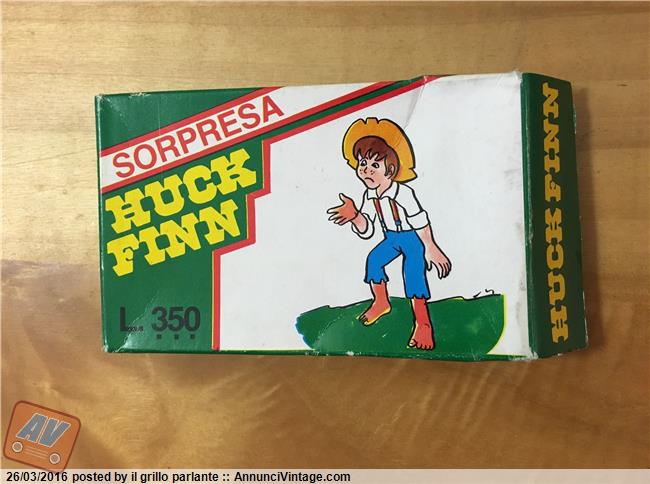 SORPRESA
HUCK
FINN
L. 350
HUCK FINN
AV
26/03/2016 posted by il grillo parlante :: AnnunciVintage.com